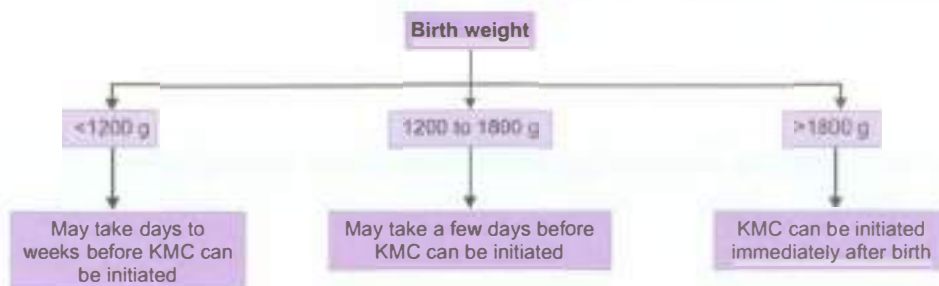 Birth weight
<1200 g
1200 to 1800 g
>1800 g
May take days to
weeks before KMC can
be initiated
May take a few days before
KMC can be initiated
KMC can be initiated
immediately after birth